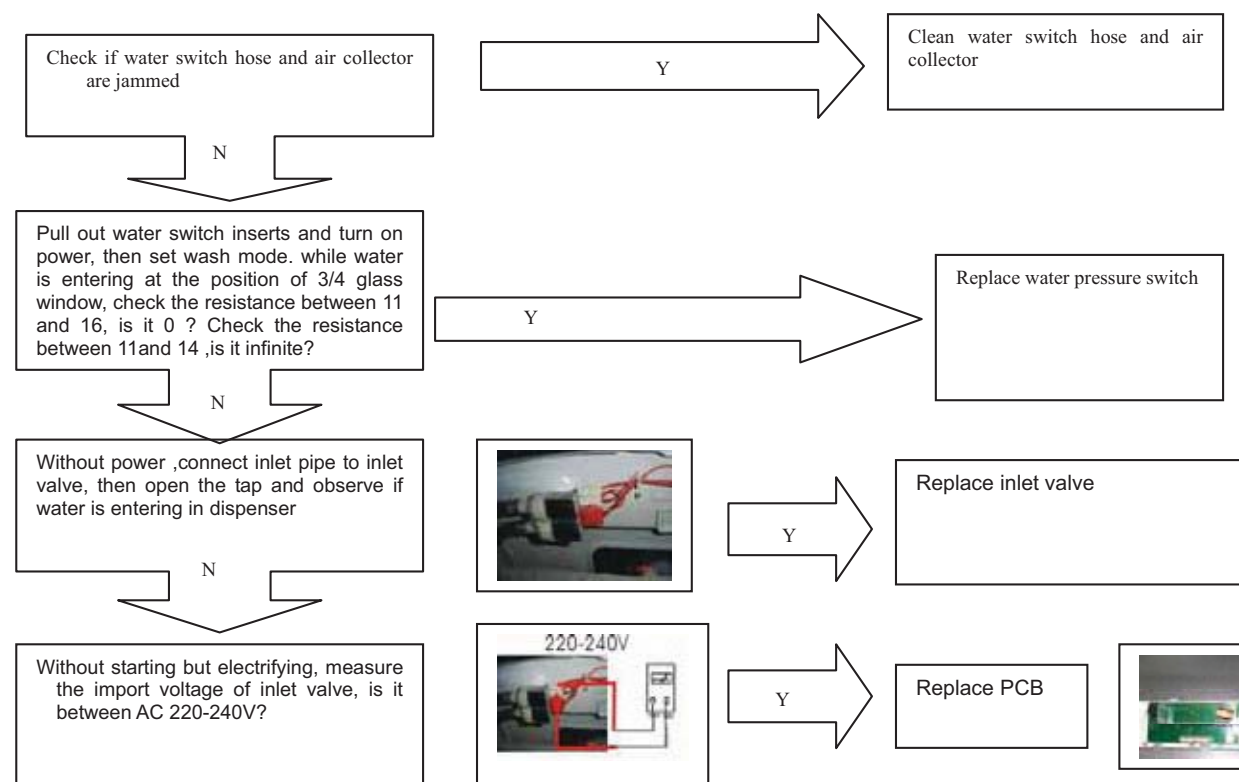 Check if water switch hose and air collector
are jammed
Y
Clean water switch hose and air
collector
N
Pull out water switch inserts and turn on
power, then set wash mode. while water
is entering at the position of 3/4 glass
window, check the resistance between 11
and 16, is it 0 ? Check the resistance
between 11and 14 ,is it infinite?
Y
Replace water pressure switch
N
Without power ,connect inlet pipe to inlet
valve, then open the tap and observe if
water is entering in dispenser
Y
Replace inlet valve
N
Without starting but electrifying, measure
the import voltage of inlet valve, is it
between AC 220-240V?
220-240V
Y
Replace PCB